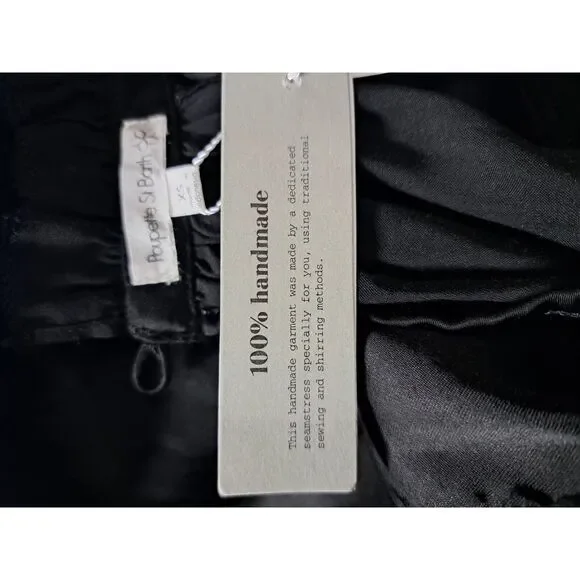 Poupette St Barth
XS
100% handmade
This handmade garment was made by a dedicated
seamstress specially for you, using traditional
sewing and shirring methods.